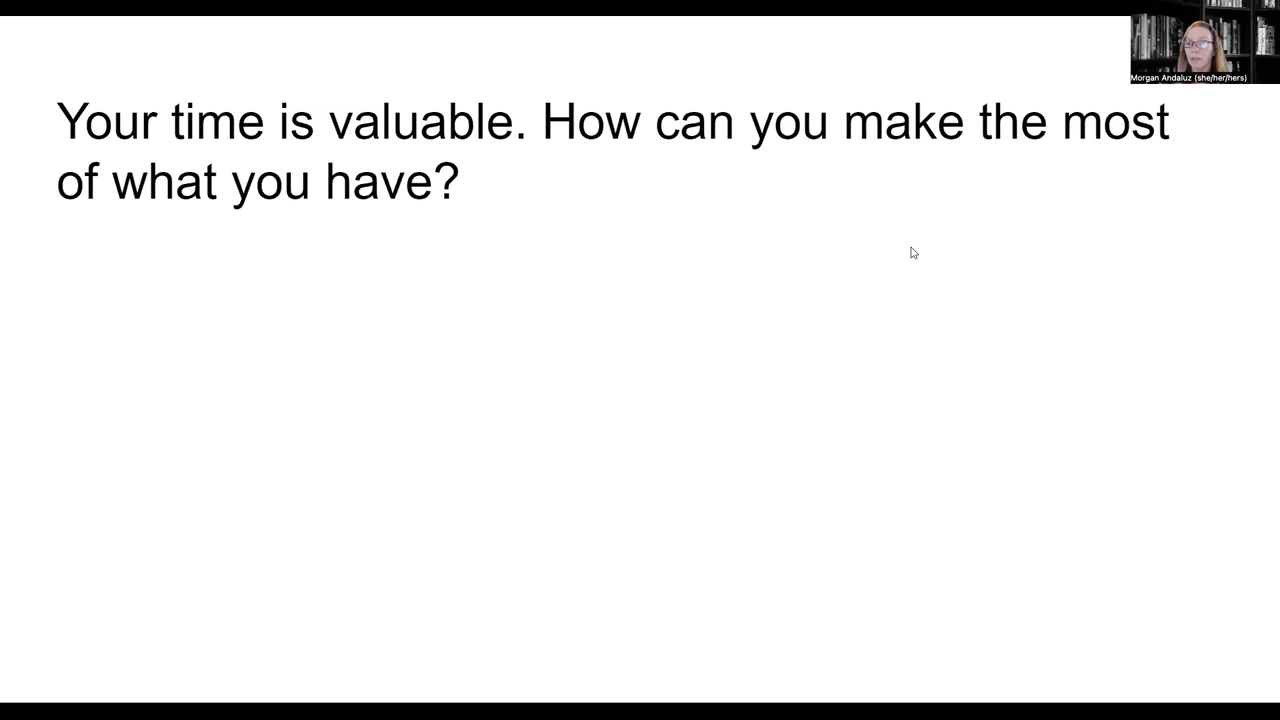 Morgan Andaluz (she/her/hers)
Your time is valuable. How can you make the most
of what you have?